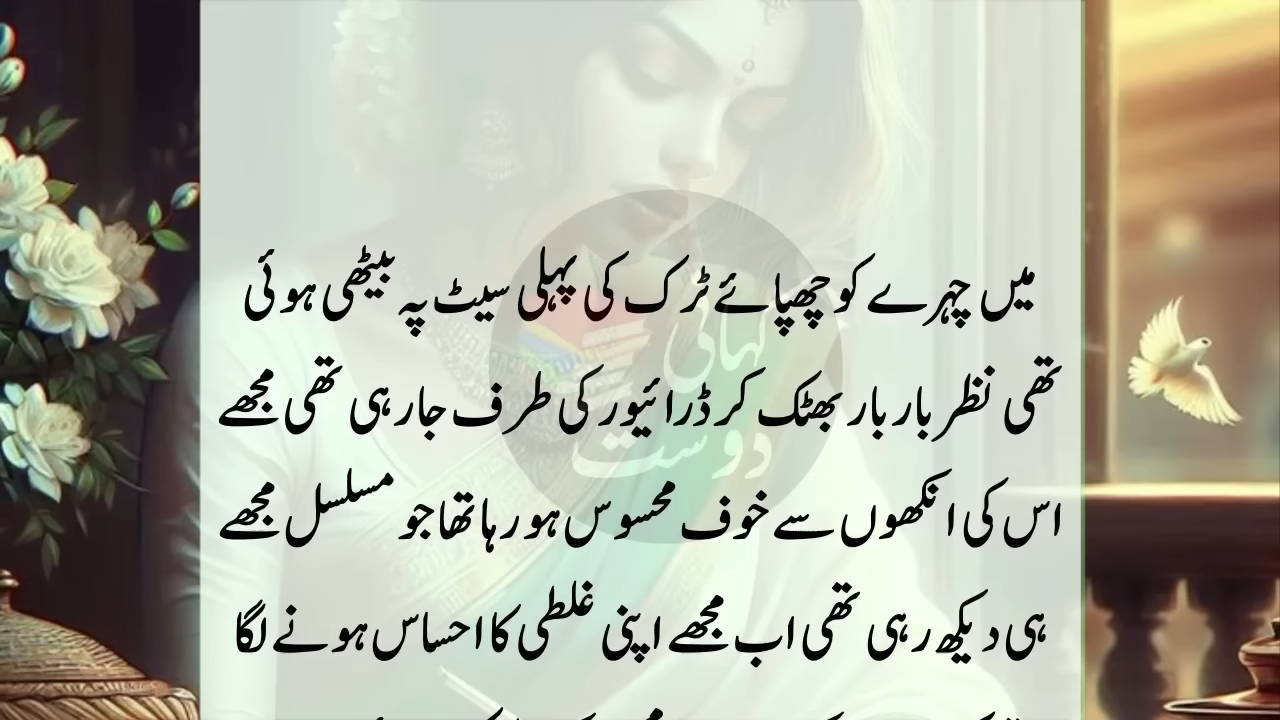 کہانی
دوست
میں چہرے کو چھپائے ٹرک کی پہلی سیٹ پہ بیٹھی ہوئی
تھی نظر بار بار بھٹک کر ڈرائیور کی طرف جا رہی تھی مجھے
اس کی انکھوں سے خوف محسوس ہو رہا تھا جو مسلسل مجھے
ہی دیکھ رہی تھی اب مجھے اپنی غلطی کا احساس ہونے لگا